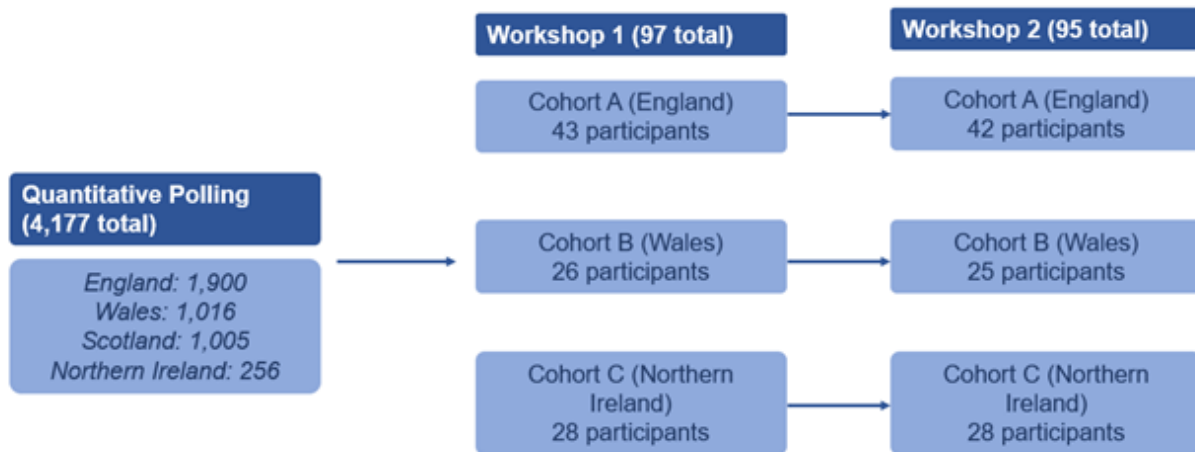 Quantitative Polling
(4,177 total)
England: 1,900
Wales: 1,016
Scotland: 1,005
Northern Ireland: 256
Workshop 1 (97 total)
Cohort A (England)
43 participants
Cohort B (Wales)
26 participants
Cohort C (Northern
Ireland)
28 participants
Workshop 2 (95 total)
Cohort A (England)
42 participants
Cohort B (Wales)
25 participants
Cohort C (Northern
Ireland)
28 participants